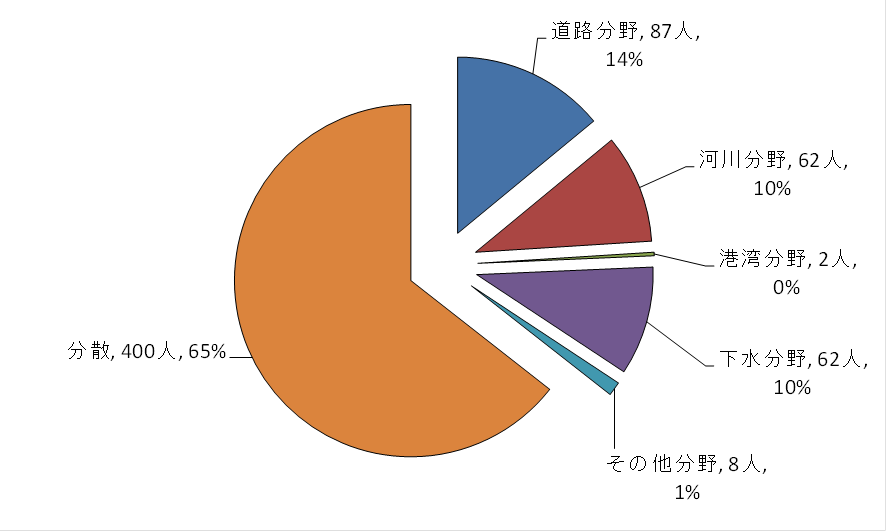 道路分野, 87人,
14%
河川分野, 62人,
10%
港湾分野, 2人,
0%
下水分野, 62人,
10%
その他分野, 8人,
1%
分散, 400人, 65%